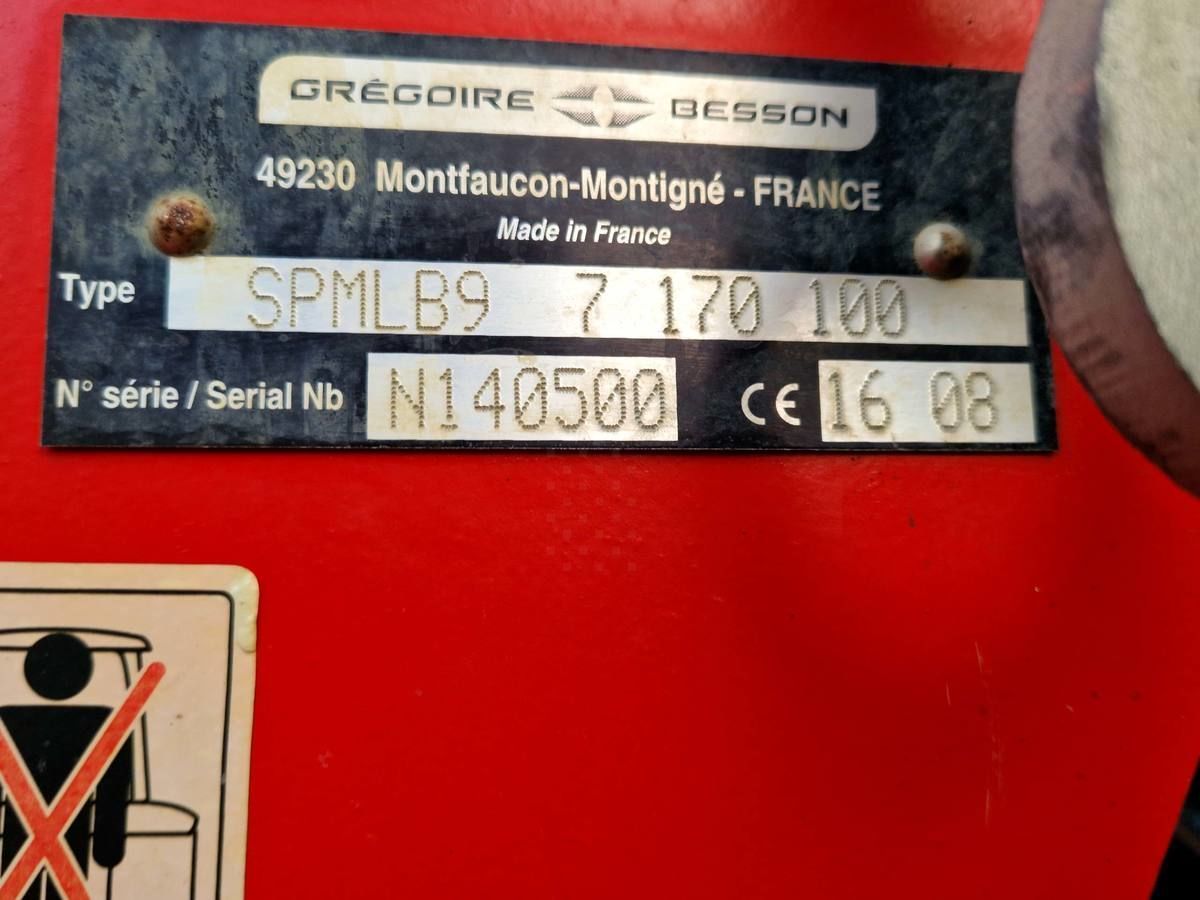 GRÉGOIRE BESSON
49230 Montfaucon-Montigné - FRANCE
Made in France
Type SPMLB9 7 170 100
N° série / Serial Nb N140500 CE 16 08